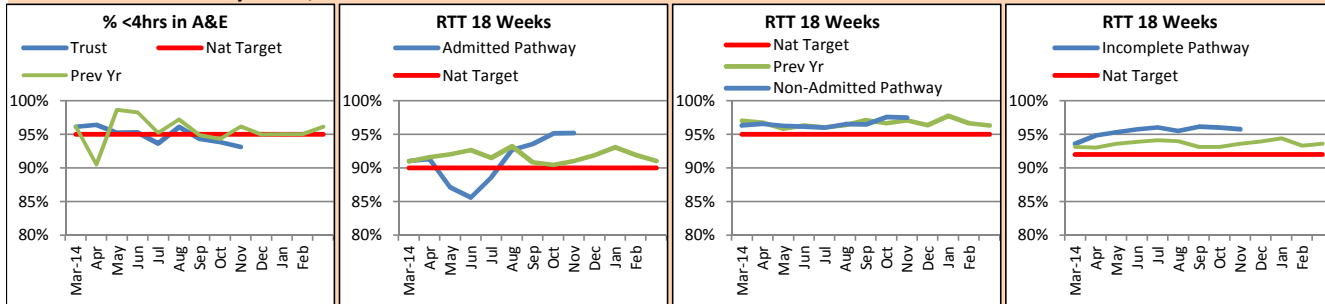 % <4hrs in A&E
Trust Nat Target
Prev Yr
100%
95%
90%
85%
80%
Mar-14 Apr May Jun Jul Aug Sep Oct Nov Dec Jan Feb
RTT 18 Weeks
Admitted Pathway
Nat Target
100%
95%
90%
85%
80%
Mar-14 Apr May Jun Jul Aug Sep Oct Nov Dec Jan Feb
RTT 18 Weeks
Nat Target
Prev Yr
Non-Admitted Pathway
100%
95%
90%
85%
80%
Mar-14 Apr May Jun Jul Aug Sep Oct Nov Dec Jan Feb
RTT 18 Weeks
Incomplete Pathway
Nat Target
100%
95%
90%
85%
80%
Mar-14 Apr May Jun Jul Aug Sep Oct Nov Dec Jan Feb